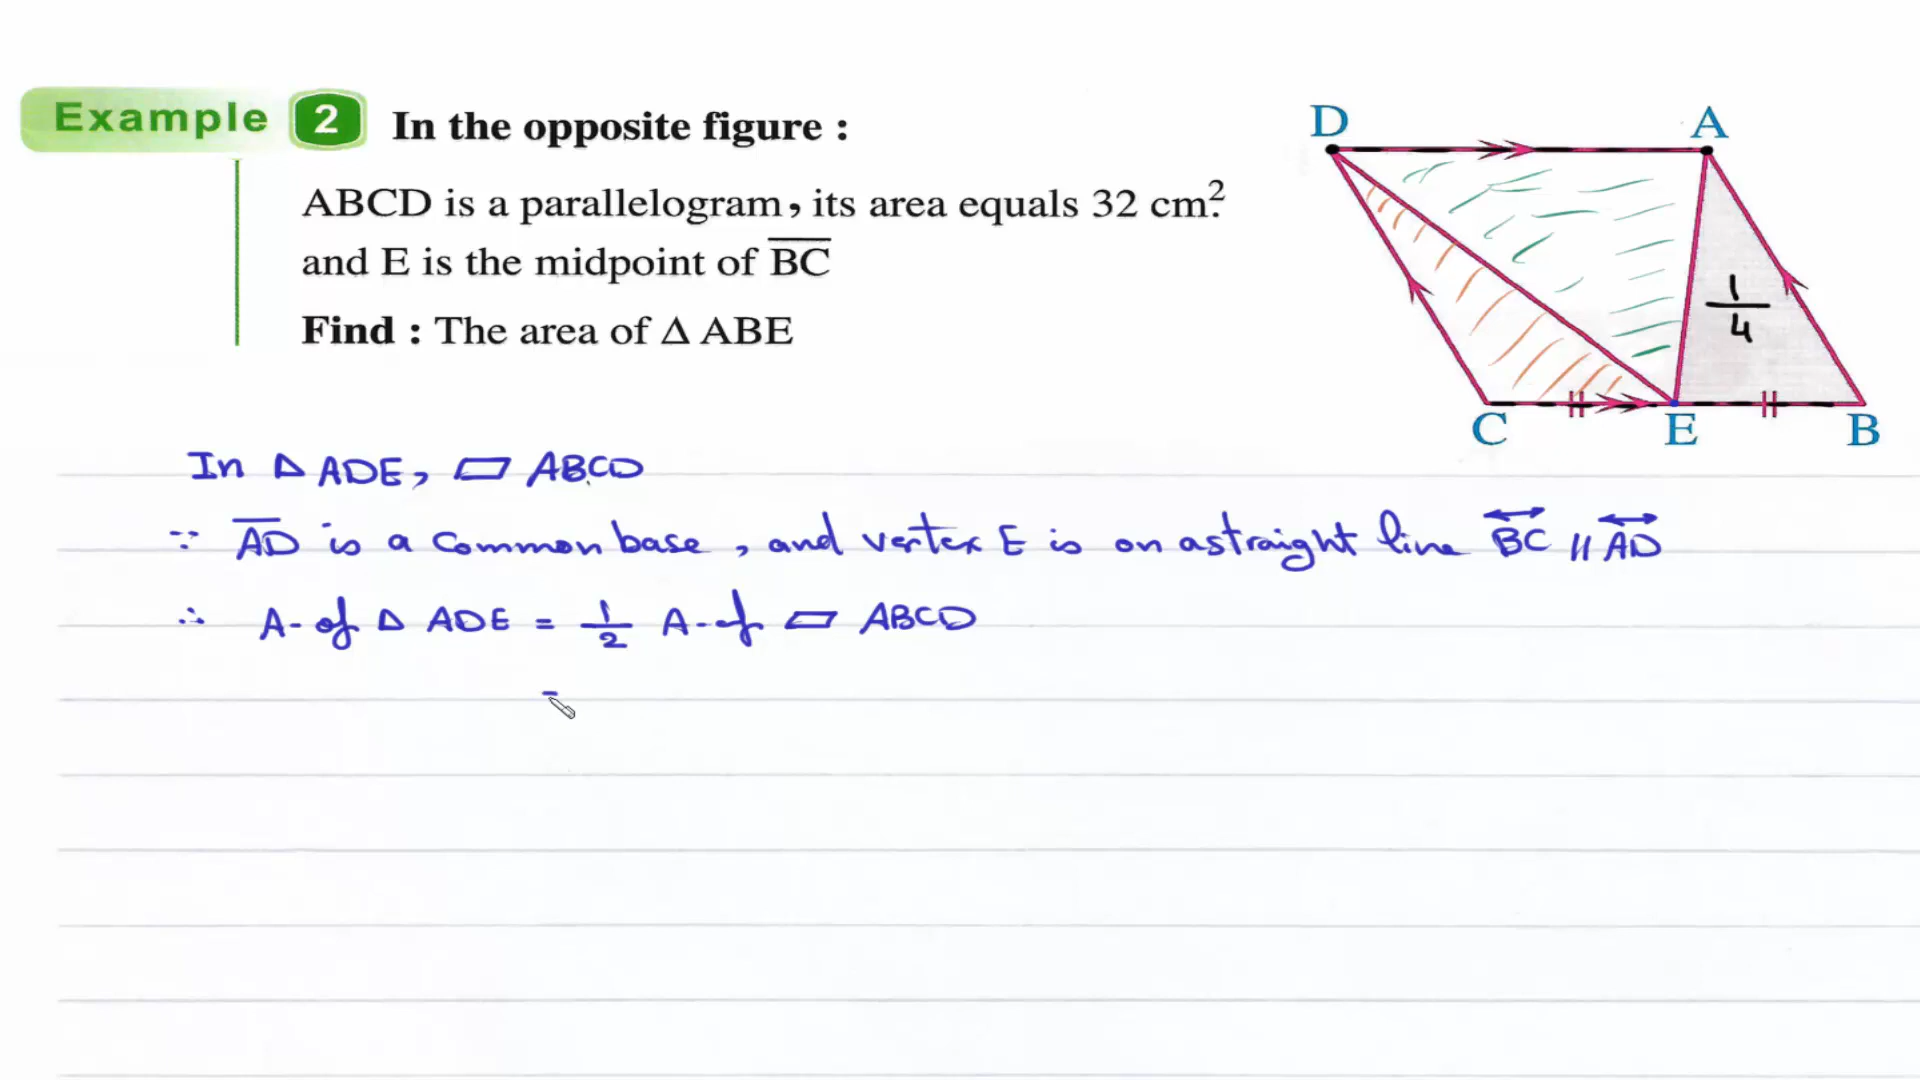 Example 2 In the opposite figure :
ABCD is a parallelogram, its area equals 32 cm².
and E is the midpoint of BC
Find : The area of Δ ABE
D A
1/4
C E B
In Δ ADE, ▱ ABCD
∵ AD is a common base, and vertex E is on a straight line BC // AD
∴ A. of Δ ADE = 1/2 A. of ▱ ABCD